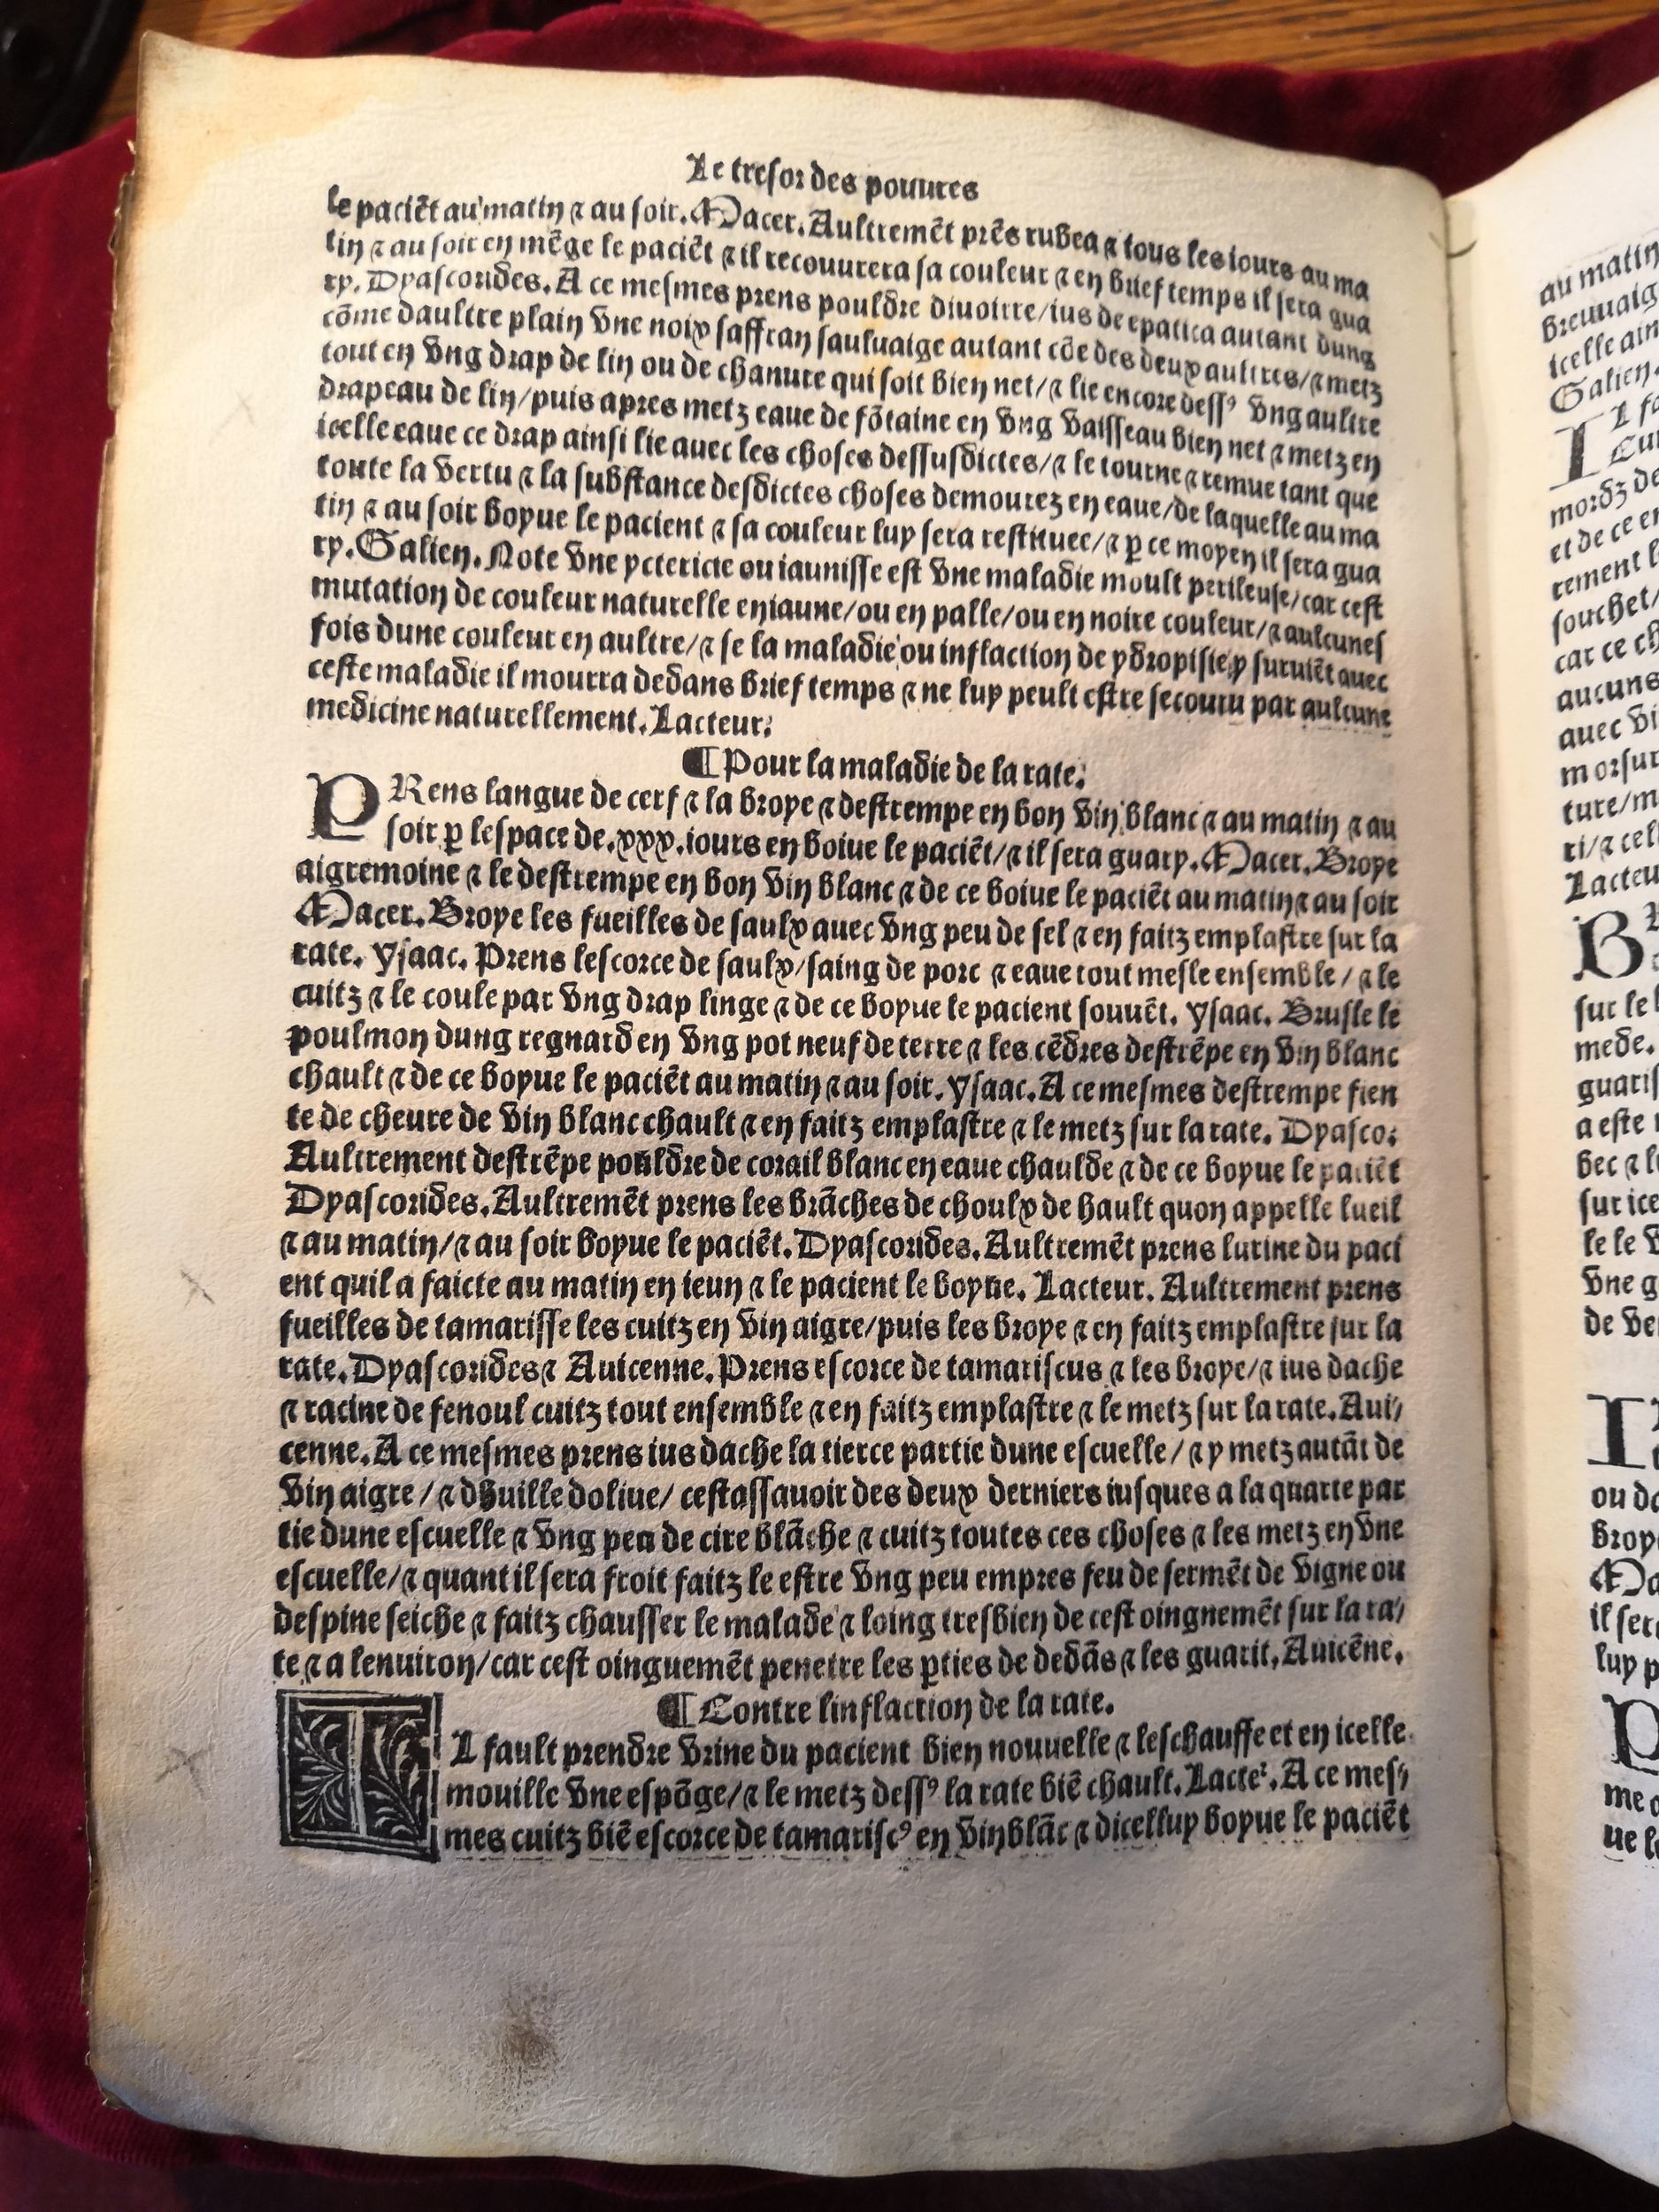 Le tresor des pouures
le paciēt au matin ⁊ au soir. Macer. Aultremēt prēs rubea ⁊ tous les iours au ma
tin ⁊ au soir en mēge le paciēt ⁊ il recouurera sa couleur ⁊ en brief temps il sera gua
ry. Dyascorides. A ce mesmes prens pouldre diuoirre/ius de epatica autant dung
cōme daultre plain vne noix saffran sauluaige autant cōe des deux aultres/⁊ metz
tout en vng drap de lin ou de chanure qui soit bien net/⁊ lie encore dessꝰ vng aultre
drapeau de lin/puis apres metz eaue de fōtaine en vng vaisseau bien net ⁊ metz en
icelle eaue ce drap ainsi lie auec les choses dessusdictes/⁊ le tourne ⁊ remue tant que
toute la vertu ⁊ la substance desdictes choses demourez en eaue/de laquelle au ma
tin ⁊ au soir boyue le pacient ⁊ sa couleur luy sera restituee/⁊ ꝑ ce moyen il sera gua
ry. Galien. Note vne yctericie ou iaunisse est vne maladie moult perileuse/car cest
mutation de couleur naturelle en iaune/ou en palle/ou en noire couleur/⁊ aulcunes
fois dune couleur en aultre/⁊ se la maladie ou inflaction de ydropisie y suruiēt auec
ceste maladie il mourra dedans brief temps ⁊ ne luy peult estre secouru par aulcune
medicine naturellement. Lacteur.
¶ Pour la maladie de la rate.
PRens langue de cerf ⁊ la broye ⁊ destrempe en bon vin blanc ⁊ au matin ⁊ au
soir ꝑ lespace de .xxx. iours en boiue le paciēt/⁊ il sera guary. Macer. Broye
aigremoine ⁊ le destrempe en bon vin blanc ⁊ de ce boiue le paciēt au matin ⁊ au soir
Macer. Broye les fueilles de saulx auec vng peu de sel ⁊ en faitz emplastre sur la
rate. Ysaac. Prens lescorce de saulx/saing de porc ⁊ eaue tout mesle ensemble/⁊ le
cuitz ⁊ le coule par vng drap linge ⁊ de ce boyue le pacient souuēt. Ysaac. Brusle le
poulmon dung regnard en vng pot neuf de terre ⁊ les cēdres destrēpe en vin blanc
chault ⁊ de ce boyue le paciēt au matin ⁊ au soir. Ysaac. A ce mesmes destrempe fien
te de cheure de vin blanc chault ⁊ en faitz emplastre ⁊ le metz sur la rate. Dyasco.
Aultrement destrēpe pouldre de corail blanc en eaue chaulde ⁊ de ce boyue le paciēt
Dyascorides. Aultremēt prens les brāches de choulx de hault quon appelle lueil
⁊ au matin/⁊ au soir boyue le paciēt. Dyascorides. Aultremēt prens lurine du paci
ent quil a faicte au matin en ieun ⁊ le pacient le boyue. Lacteur. Aultrement prens
fueilles de tamarisse les cuitz en vin aigre/puis les broye ⁊ en faitz emplastre sur la
rate. Dyascorides ⁊ Auicenne. Prens escorce de tamariscus ⁊ les broye/⁊ ius dache
⁊ racine de fenoul cuitz tout ensemble ⁊ en faitz emplastre ⁊ le metz sur la rate. Aui/
cenne. A ce mesmes prens ius dache la tierce partie dune escuelle/⁊ y metz autāt de
vin aigre/⁊ dhuille doliue/ cestassauoir des deux derniers iusques a la quarte par
tie dune escuelle ⁊ vng peu de cire blāche ⁊ cuitz toutes ces choses ⁊ les metz en vne
escuelle/⁊ quant il sera froit faitz le estre vng peu empres feu de sermēt de vigne ou
despine seiche ⁊ faitz chausser le malade ⁊ loing tresbien de cest oingnemēt sur la ra/
te ⁊ a lenuiron/car cest oinguemēt penetre les ꝑties de dedās ⁊ les guarit. Auicēne.
¶ Contre linflaction de la rate.
IL fault prendre vrine du pacient bien nouuelle ⁊ leschauffe et en icelle
mouille vne espōge/⁊ le metz dessꝰ la rate biē chault. Lacteʳ. A ce mes/
mes cuitz biē escorce de tamariscꝰ en vin blāc ⁊ dicelluy boyue le paciēt